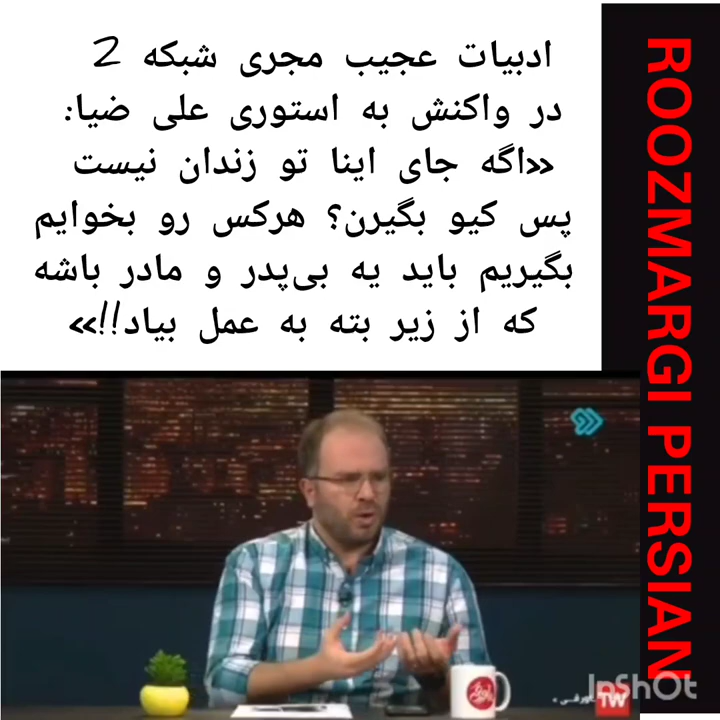 ادبیات عجیب مجری شبکه 2
در واکنش به استوری علی ضیا:
«اگه جای اینا تو زندان نیست
پس کیو بگیرن؟ هرکس رو بخوایم
بگیریم باید یه بی‌پدر و مادر باشه
که از زیر بته به عمل بیاد!!»
ROOZMARGI PERSIAN
InShOt
TW